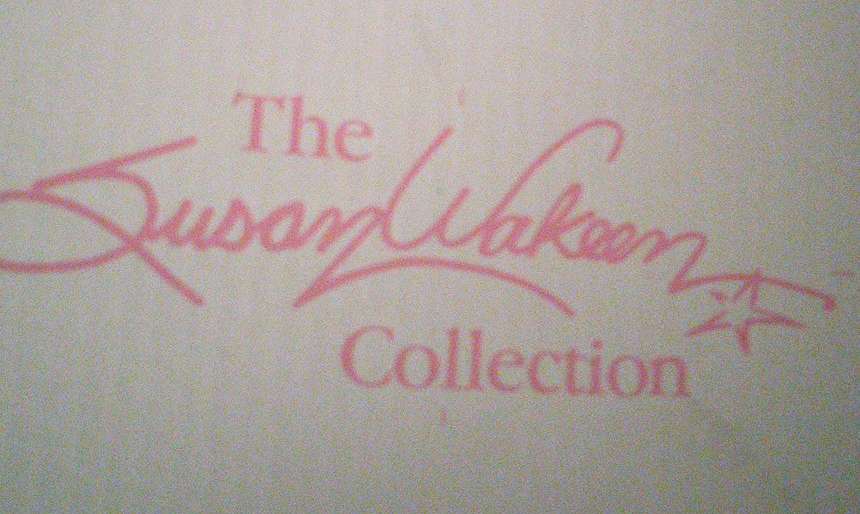 The
Susan Wakeen
Collection